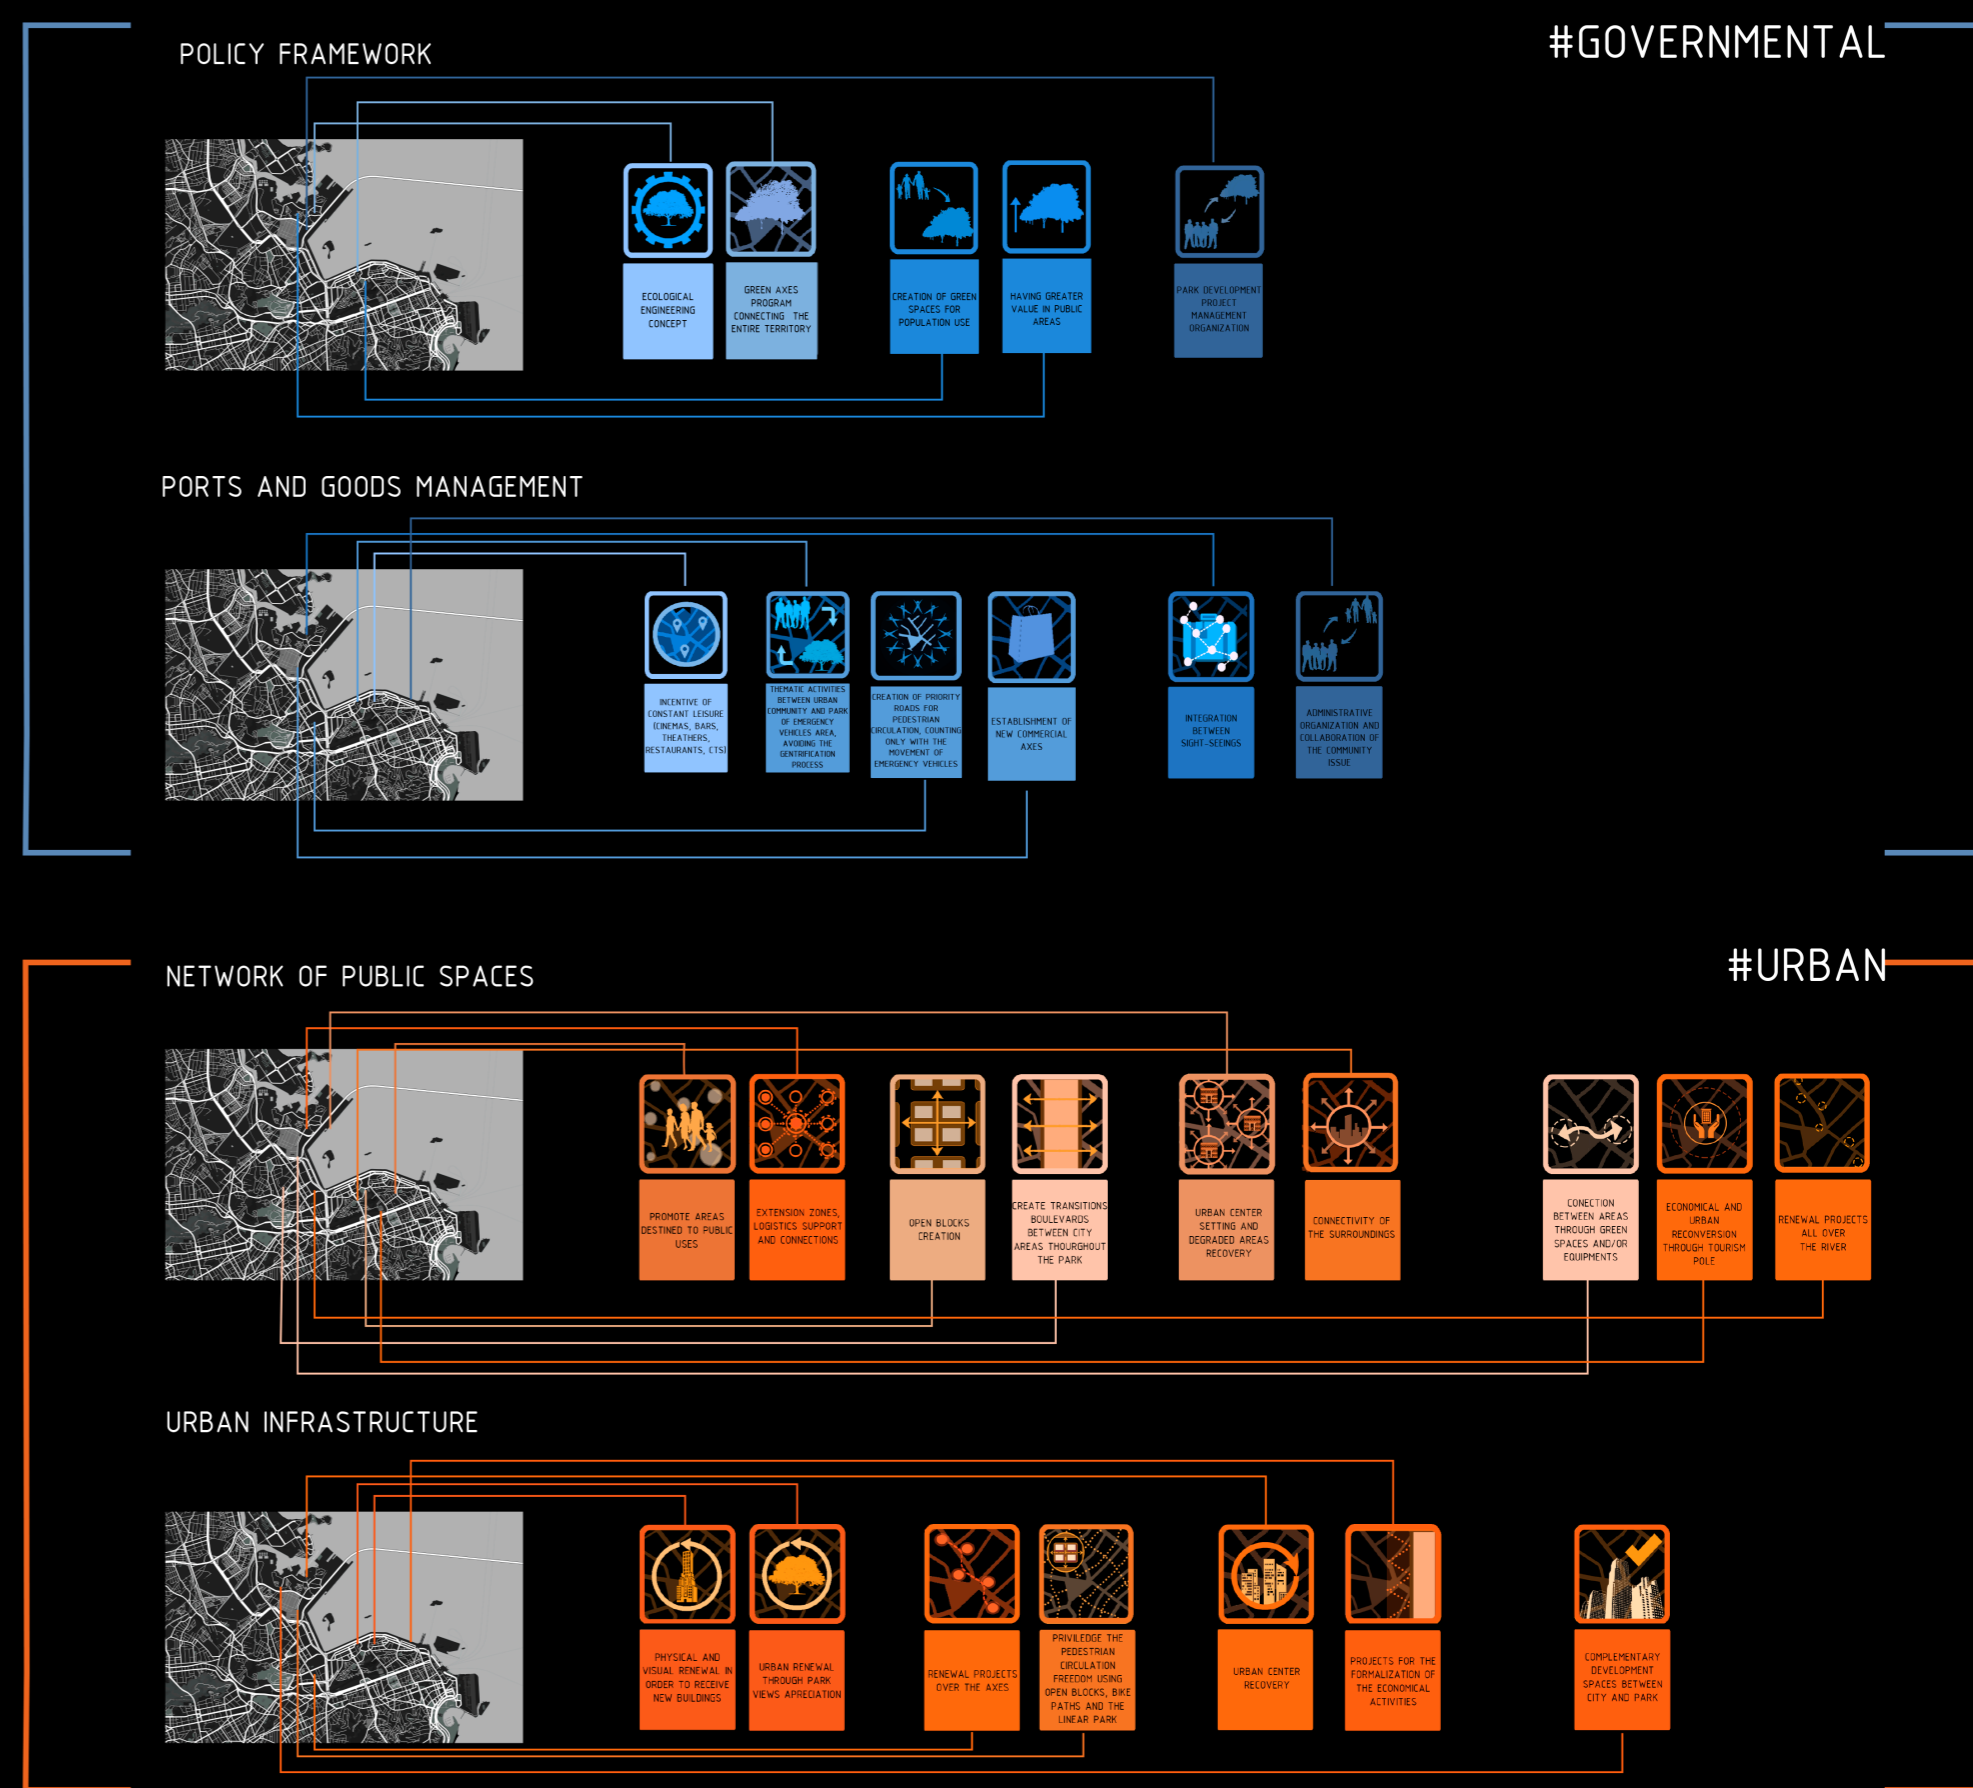 #GOVERNMENTAL
POLICY FRAMEWORK
ECOLOGICAL
ENGINEERING
CONCEPT
GREEN AXES
PROGRAM
CONNECTING THE
ENTIRE TERRITORY
CREATION OF GREEN
SPACES FOR
POPULATION USE
HAVING GREATER
VALUE IN PUBLIC
AREAS
PARK DEVELOPMENT
PROJECT
MANAGEMENT
ORGANIZATION
PORTS AND GOODS MANAGEMENT
INCENTIVE OF
CONSTANT LEISURE
(CINEMAS, BARS,
THEATHERS,
RESTAURANTS, CTS)
THEMATIC ACTIVITIES
BETWEEN URBAN
COMMUNITY AND PARK
OF EMERGENCY
VEHICLES AREA,
AVOIDING THE
GENTRIFICATION
PROCESS
CREATION OF PRIORITY
ROADS FOR
PEDESTRIAN
CIRCULATION, COUNTING
ONLY WITH THE
MOVEMENT OF
EMERGENCY VEHICLES
ESTABLISHMENT OF
NEW COMMERCIAL
AXES
INTEGRATION
BETWEEN
SIGHT-SEEINGS
ADMINISTRATIVE
ORGANIZATION AND
COLLABORATION OF
THE COMMUNITY
ISSUE
#URBAN
NETWORK OF PUBLIC SPACES
PROMOTE AREAS
DESTINED TO PUBLIC
USES
EXTENSION ZONES,
LOGISTICS SUPPORT
AND CONNECTIONS
OPEN BLOCKS
CREATION
CREATE TRANSITIONS
BOULEVARDS
BETWEEN CITY
AREAS THOURGHOUT
THE PARK
URBAN CENTER
SETTING AND
DEGRADED AREAS
RECOVERY
CONNECTIVITY OF
THE SURROUNDINGS
CONECTION
BETWEEN AREAS
THROUGH GREEN
SPACES AND/OR
EQUIPMENTS
ECONOMICAL AND
URBAN
RECONVERSION
THROUGH TOURISM
POLE
RENEWAL PROJECTS
ALL OVER
THE RIVER
URBAN INFRASTRUCTURE
PHYSICAL AND
VISUAL RENEWAL IN
ORDER TO RECEIVE
NEW BUILDINGS
URBAN RENEWAL
THROUGH PARK
VIEWS APRECIATION
RENEWAL PROJECTS
OVER THE AXES
PRIVILEDGE THE
PEDESTRIAN
CIRCULATION
FREEDOM USING
OPEN BLOCKS, BIKE
PATHS AND THE
LINEAR PARK
URBAN CENTER
RECOVERY
PROJECTS FOR THE
FORMALIZATION OF
THE ECONOMICAL
ACTIVITIES
COMPLEMENTARY
DEVELOPMENT
SPACES BETWEEN
CITY AND PARK